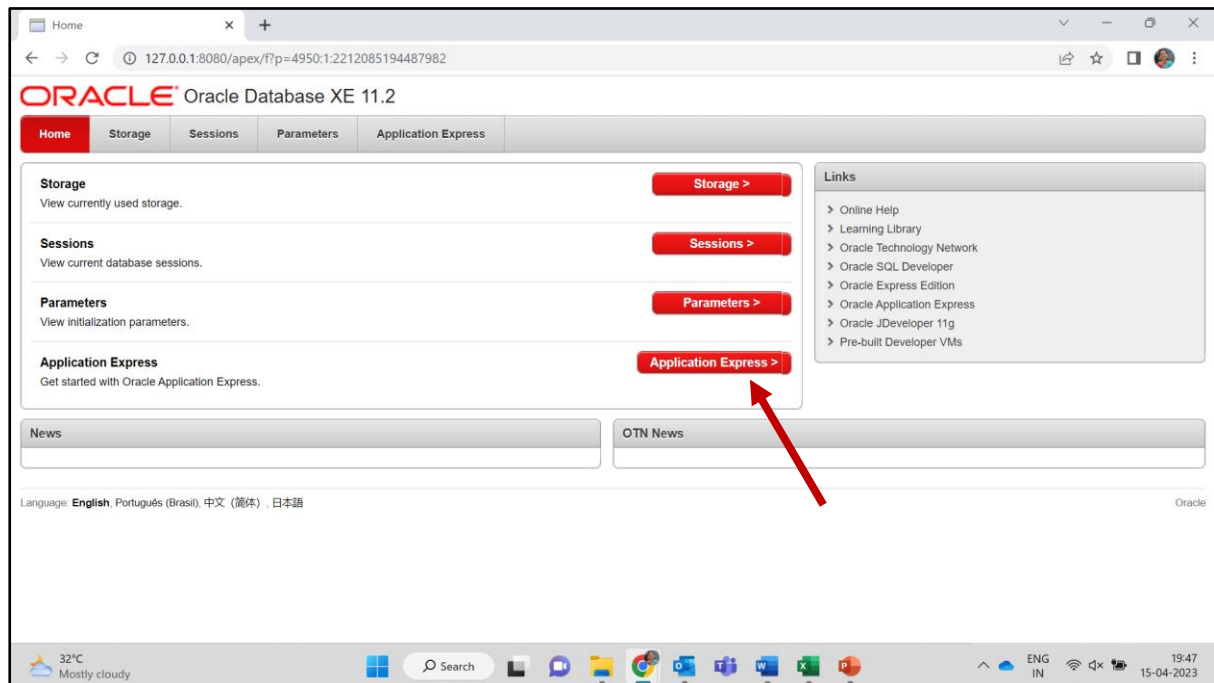 Home
127.0.0.1:8080/apex/f?p=4950:1:2212085194487982
ORACLE Oracle Database XE 11.2
Home Storage Sessions Parameters Application Express
Storage
View currently used storage.
Storage >
Sessions
View current database sessions.
Sessions >
Parameters
View initialization parameters.
Parameters >
Application Express
Get started with Oracle Application Express.
Application Express >
Links
Online Help
Learning Library
Oracle Technology Network
Oracle SQL Developer
Oracle Express Edition
Oracle Application Express
Oracle JDeveloper 11g
Pre-built Developer VMs
News
OTN News
Language: English, Português (Brasil), 中文（简体）, 日本語
Oracle
32°C
Mostly cloudy
Search
ENG
IN
19:47
15-04-2023